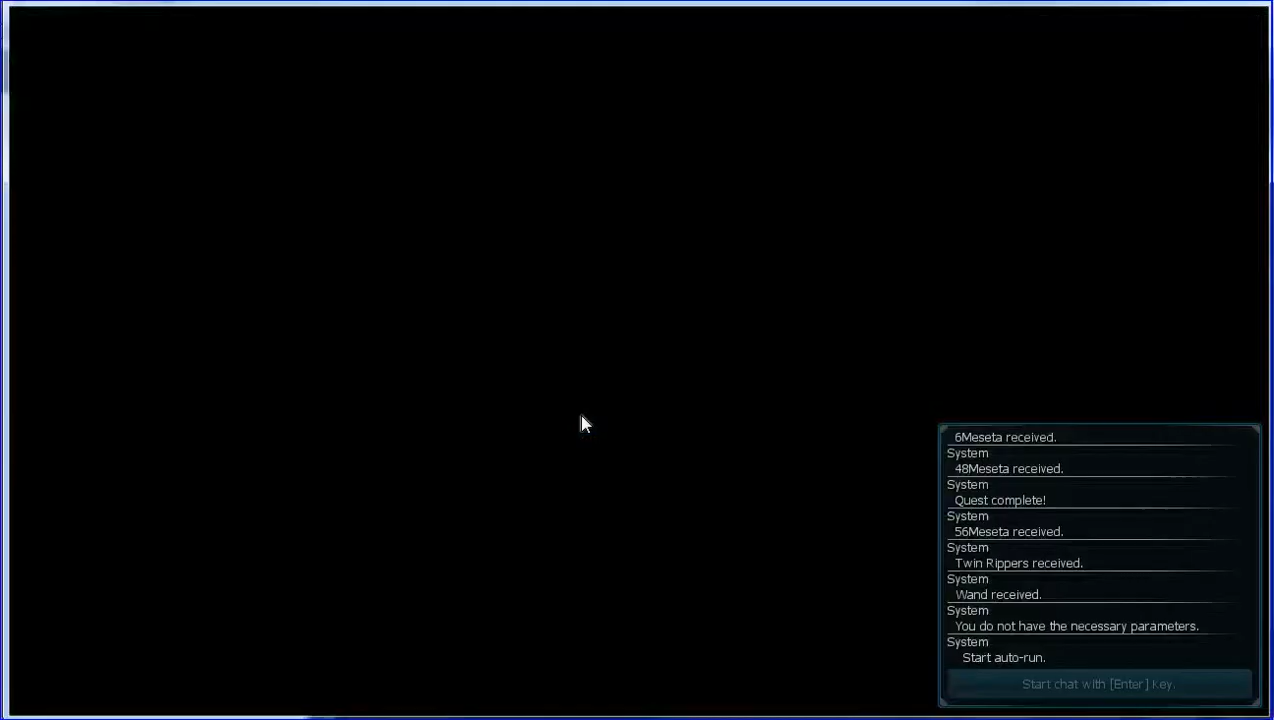 6Meseta received.
System
48Meseta received.
System
Quest complete!
System
56Meseta received.
System
Twin Rippers received.
System
Wand received.
System
You do not have the necessary parameters.
System
Start auto-run.
Start chat with [Enter] key.